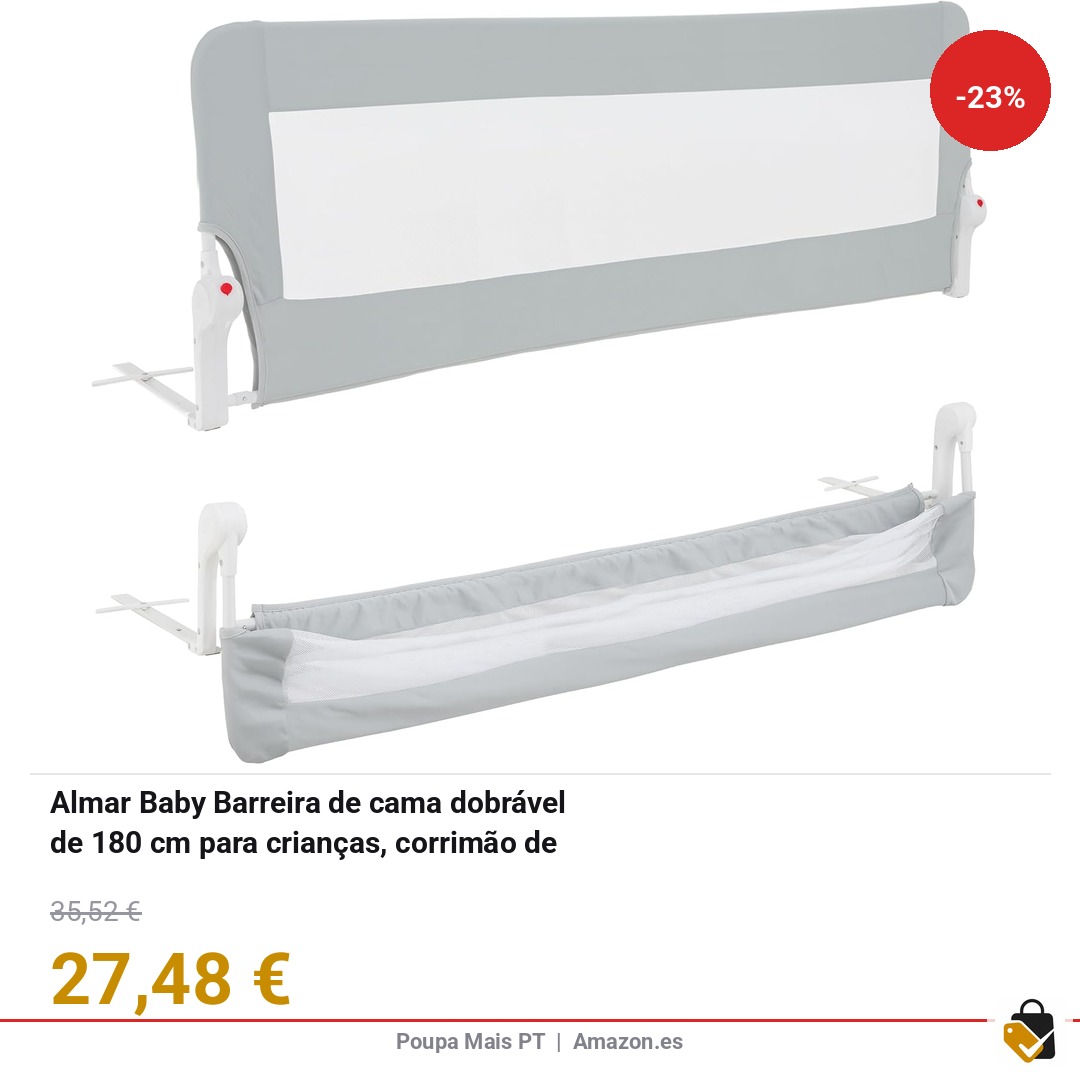 -23%
Almar Baby Barreira de cama dobrável
de 180 cm para crianças, corrimão de
35,52 €
27,48 €
Poupa Mais PT | Amazon.es